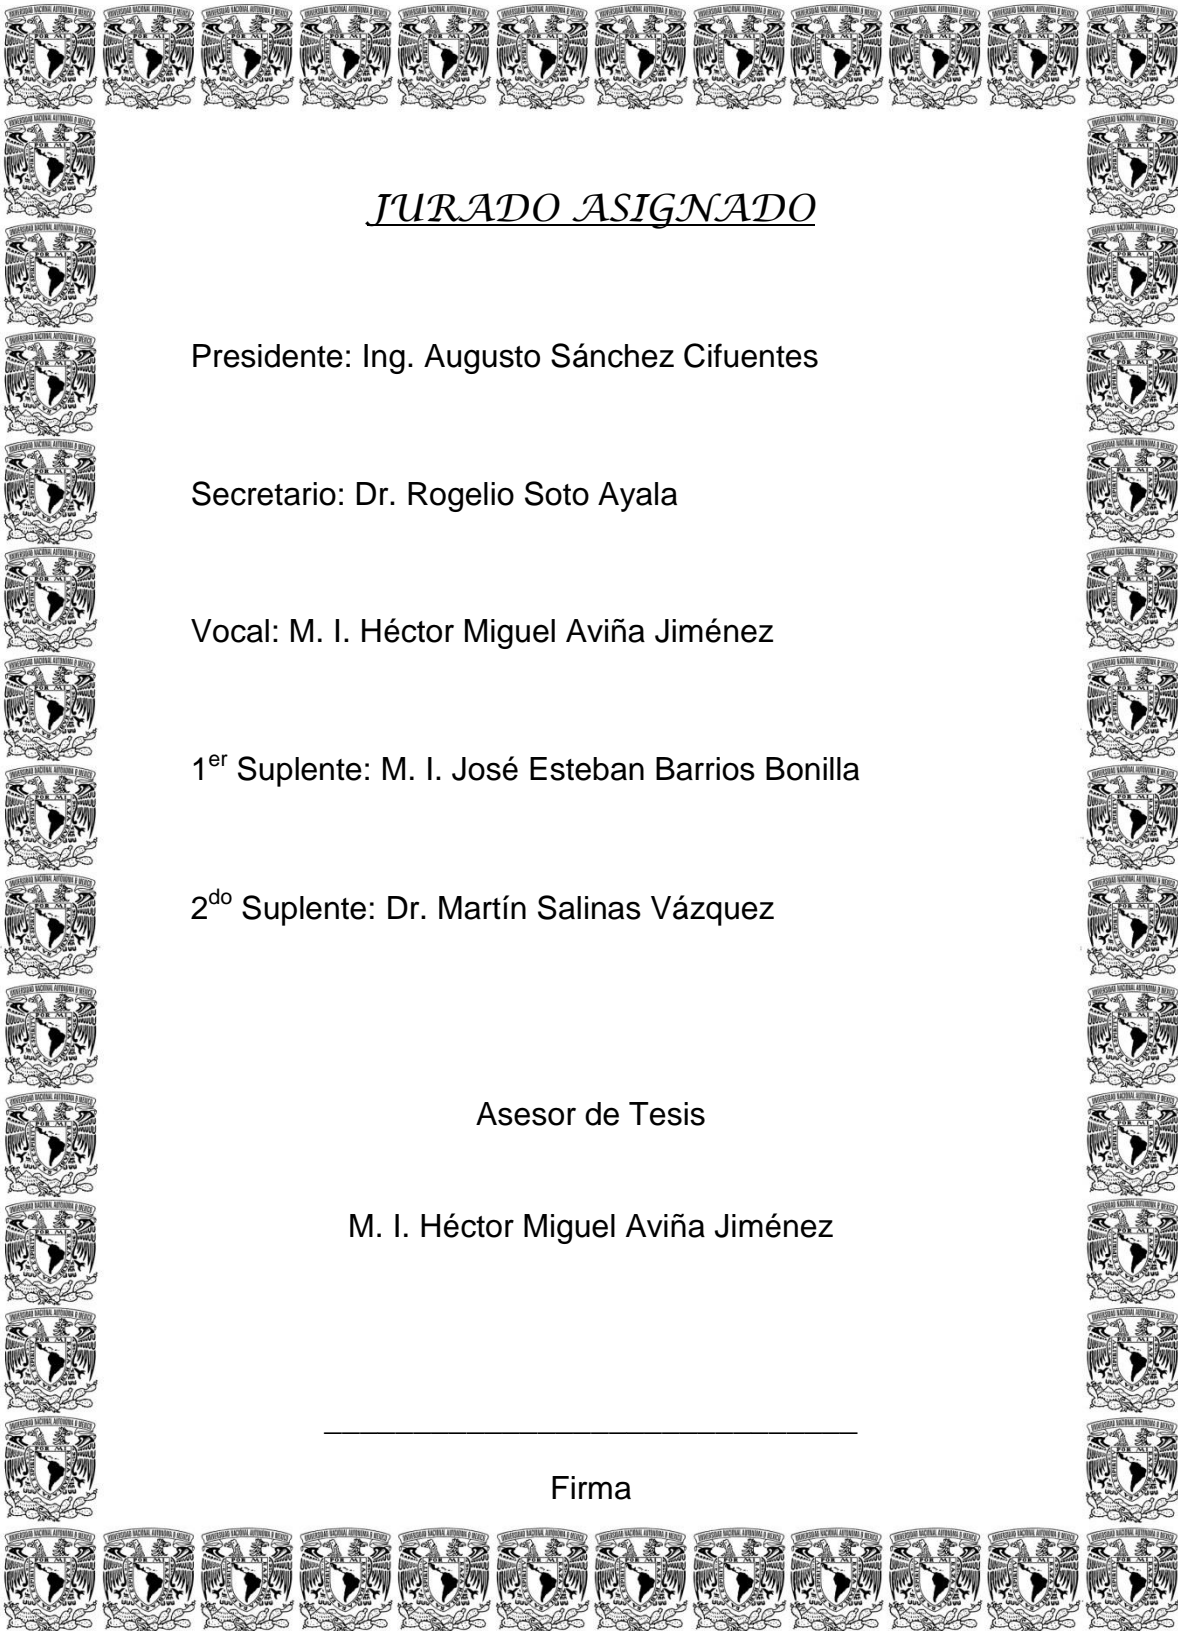 JURADO ASIGNADO
Presidente: Ing. Augusto Sánchez Cifuentes
Secretario: Dr. Rogelio Soto Ayala
Vocal: M. I. Héctor Miguel Aviña Jiménez
1er Suplente: M. I. José Esteban Barrios Bonilla
2do Suplente: Dr. Martín Salinas Vázquez
Asesor de Tesis
M. I. Héctor Miguel Aviña Jiménez
Firma